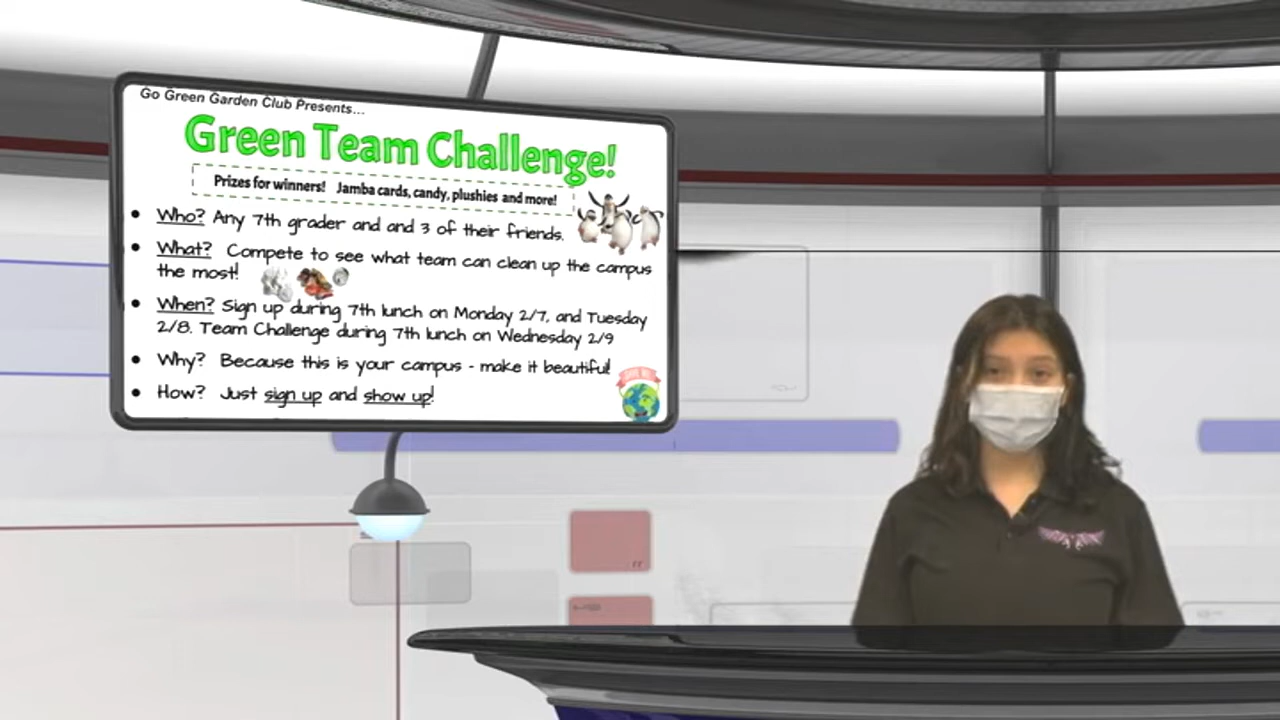 Go Green Garden Club Presents...
Green Team Challenge!
Prizes for winners! Jamba cards, candy, plushies and more!
• Who? Any 7th grader and and 3 of their friends.
• What? Compete to see what team can clean up the campus
the most!
• When? Sign up during 7th lunch on Monday 2/7, and Tuesday
2/8. Team Challenge during 7th lunch on Wednesday 2/9
• Why? Because this is your campus - make it beautiful!
• How? Just sign up and show up!